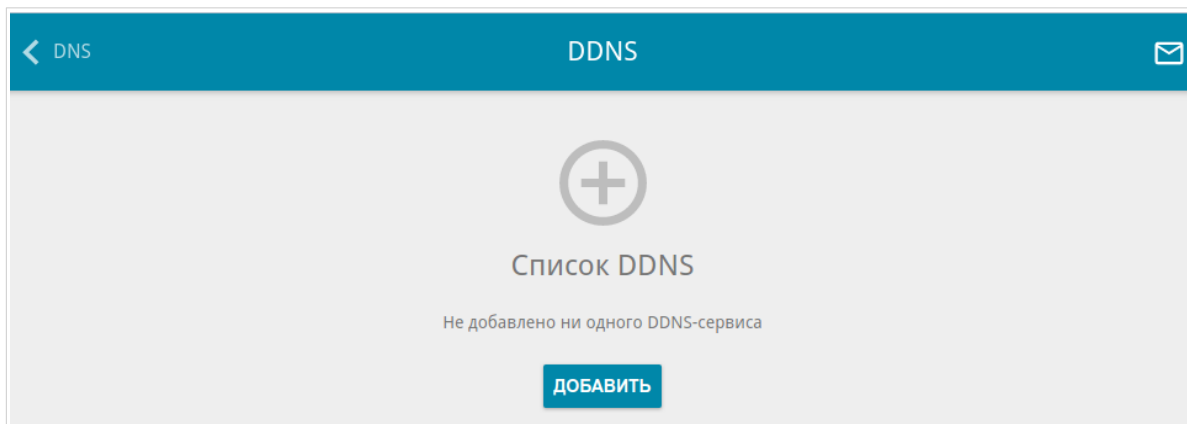 DNS
DDNS
Список DDNS
Не добавлено ни одного DDNS-сервиса
ДОБАВИТЬ